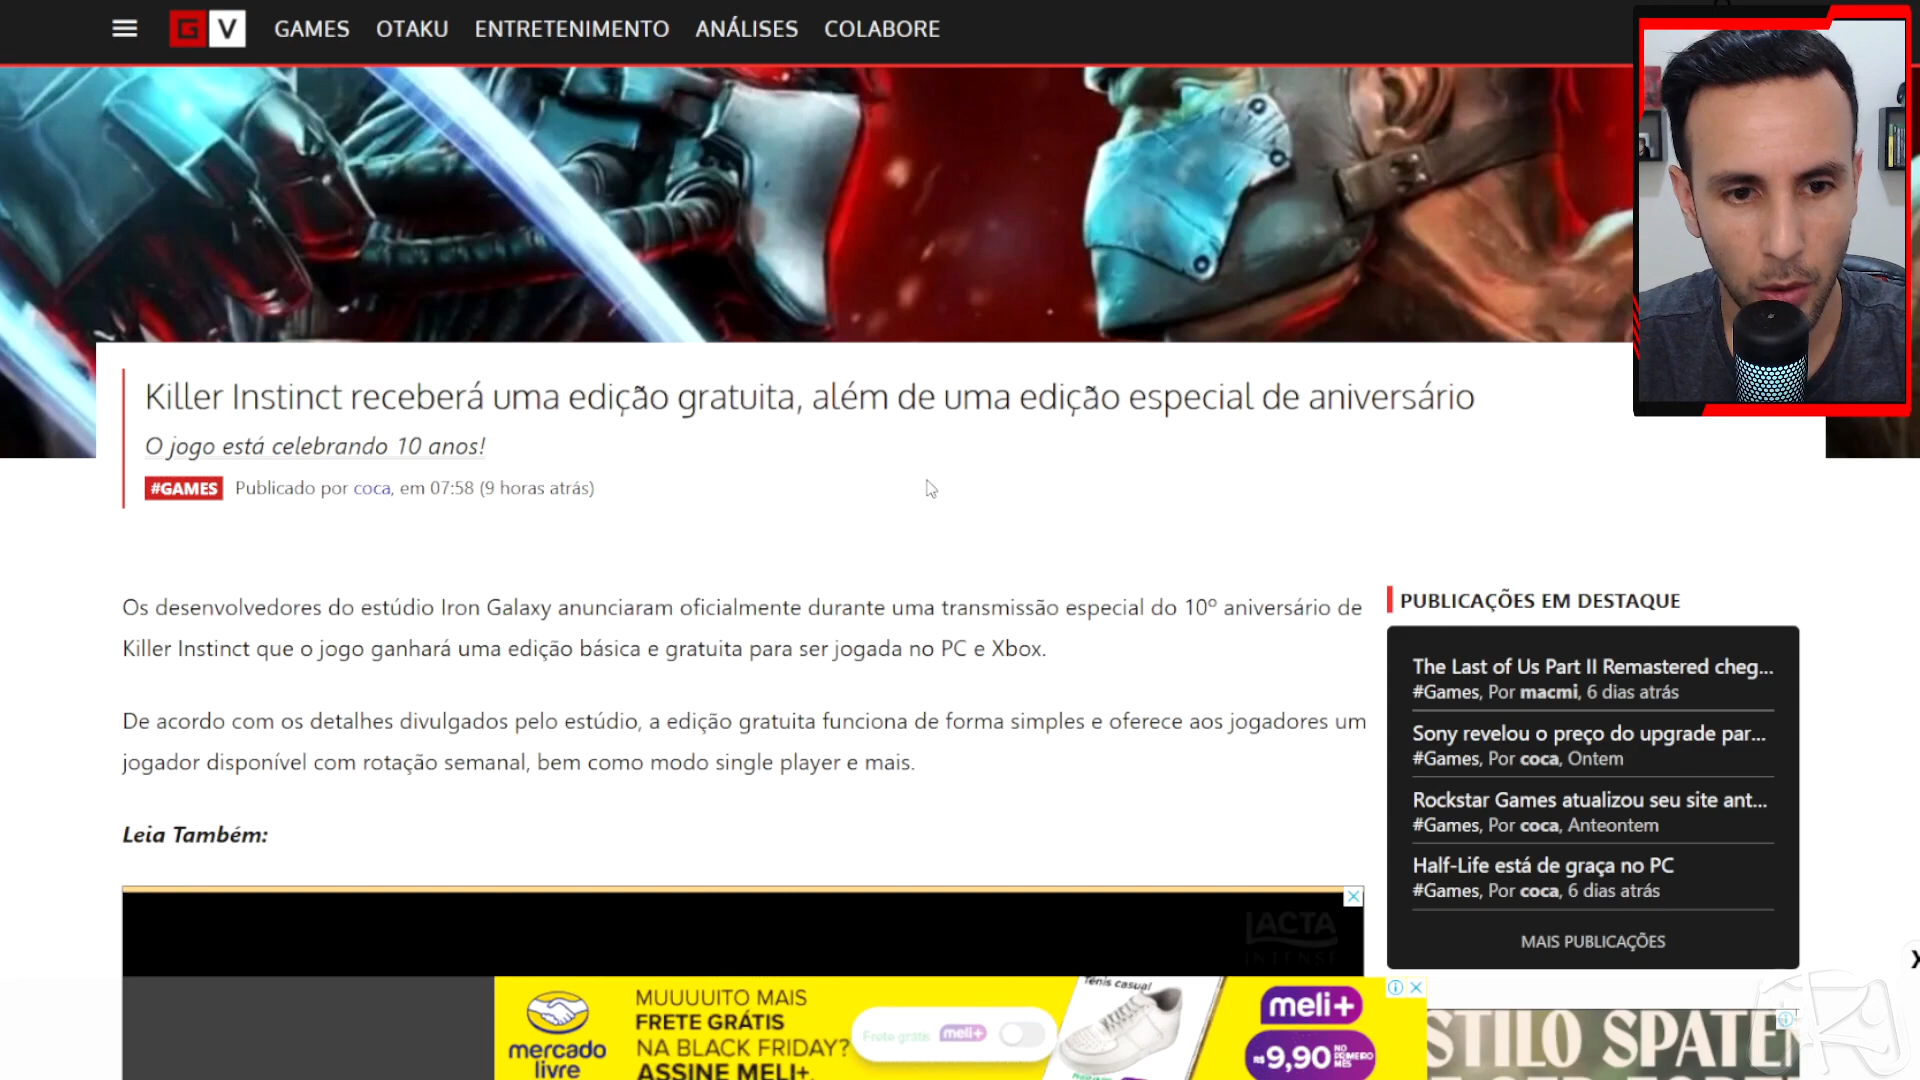 G V GAMES OTAKU ENTRETENIMENTO ANÁLISES COLABORE
Killer Instinct receberá uma edição gratuita, além de uma edição especial de aniversário
O jogo está celebrando 10 anos!
#GAMES Publicado por coca, em 07:58 (9 horas atrás)
Os desenvolvedores do estúdio Iron Galaxy anunciaram oficialmente durante uma transmissão especial do 10º aniversário de
Killer Instinct que o jogo ganhará uma edição básica e gratuita para ser jogada no PC e Xbox.
De acordo com os detalhes divulgados pelo estúdio, a edição gratuita funciona de forma simples e oferece aos jogadores um
jogador disponível com rotação semanal, bem como modo single player e mais.
Leia Também:
PUBLICAÇÕES EM DESTAQUE
The Last of Us Part II Remastered cheg...
#Games, Por macmi, 6 dias atrás
Sony revelou o preço do upgrade par...
#Games, Por coca, Ontem
Rockstar Games atualizou seu site ant...
#Games, Por coca, Anteontem
Half-Life está de graça no PC
#Games, Por coca, 6 dias atrás
MAIS PUBLICAÇÕES
LACTA
INTENSE
mercado
livre
MUUUUITO MAIS
FRETE GRÁTIS
NA BLACK FRIDAY?
ASSINE MELI+.
Frete grátis meli+
Tênis casual
meli+
R$9,90 NO PRIMEIRO MÊS
STILO SPATEN